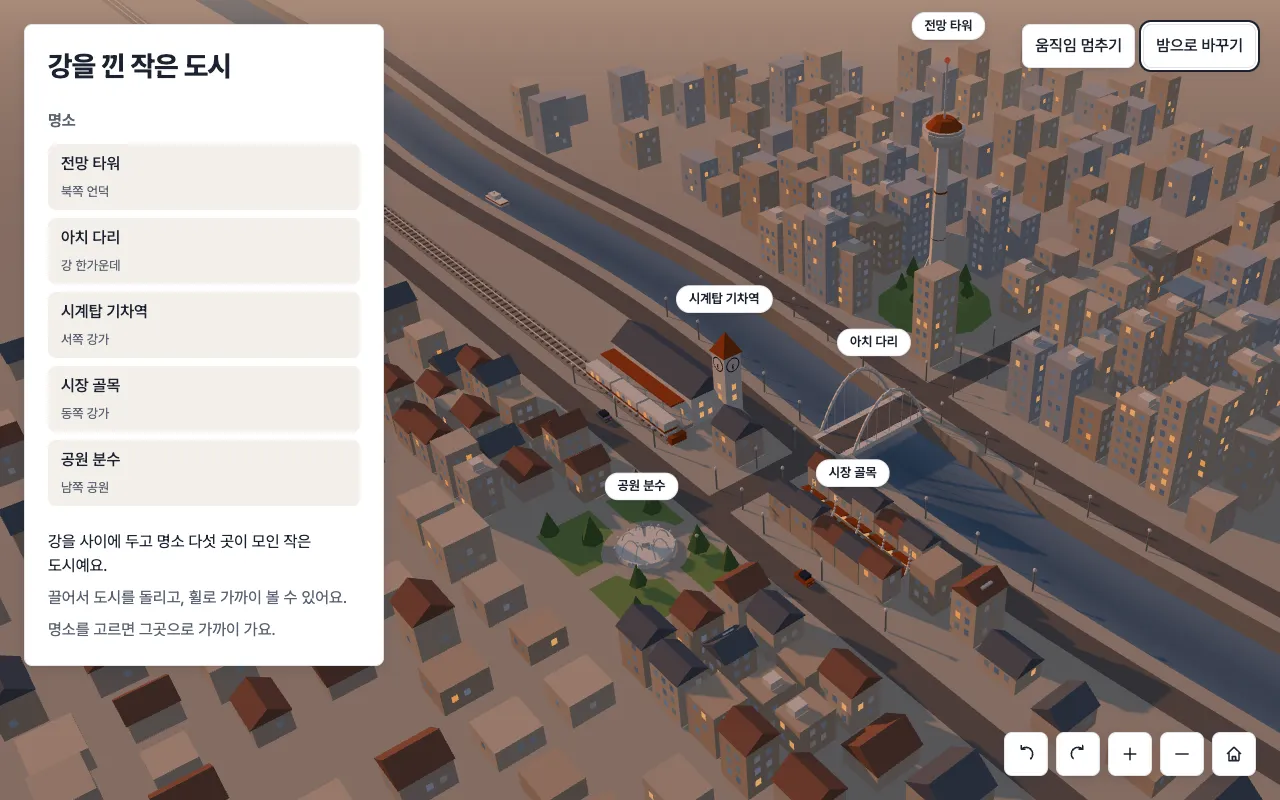 강을 낀 작은 도시
명소
전망 타워
북쪽 언덕
아치 다리
강 한가운데
시계탑 기차역
서쪽 강가
시장 골목
동쪽 강가
공원 분수
남쪽 공원
강을 사이에 두고 명소 다섯 곳이 모인 작은
도시예요.
끌어서 도시를 돌리고, 휠로 가까이 볼 수 있어요.
명소를 고르면 그곳으로 가까이 가요.
전망 타워
움직임 멈추기
밤으로 바꾸기
시계탑 기차역
아치 다리
시장 골목
공원 분수